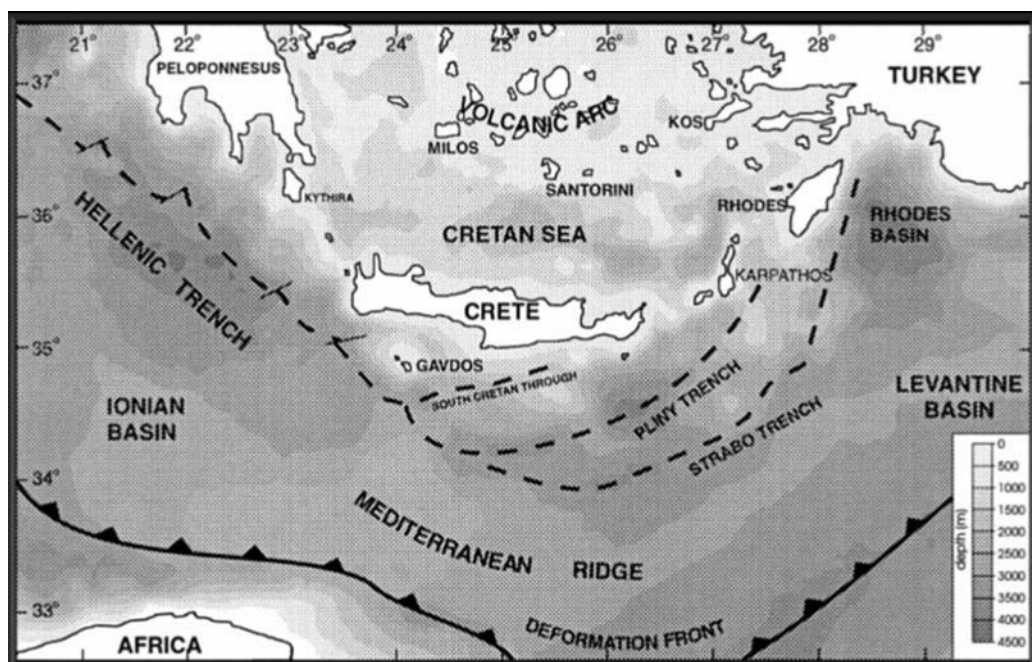 21° 22° 23° 24° 25° 26° 27° 28° 29°
37°
36°
35°
34°
33°
PELOPONNESUS
TURKEY
VOLCANIC ARC
KOS
MILOS
SANTORINI
KYTHIRA
RHODES
RHODES
BASIN
HELLENIC TRENCH
CRETAN SEA
KARPATHOS
CRETE
GAVDOS
SOUTH CRETAN THROUGH
PLINY TRENCH
STRABO TRENCH
IONIAN
BASIN
LEVANTINE
BASIN
MEDITERRANEAN RIDGE
DEFORMATION FRONT
AFRICA
depth (m)
0
500
1000
1500
2000
2500
3000
3500
4000
4500